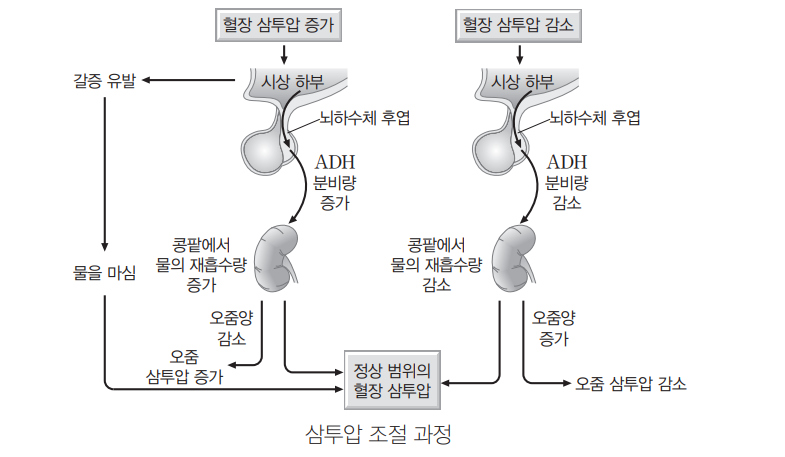 혈장 삼투압 증가
혈장 삼투압 감소
갈증 유발
시상 하부
시상 하부
뇌하수체 후엽
뇌하수체 후엽
ADH
분비량
증가
ADH
분비량
감소
물을 마심
콩팥에서
물의 재흡수량
증가
콩팥에서
물의 재흡수량
감소
오줌양
감소
오줌양
증가
오줌
삼투압 증가
정상 범위의
혈장 삼투압
오줌 삼투압 감소
삼투압 조절 과정